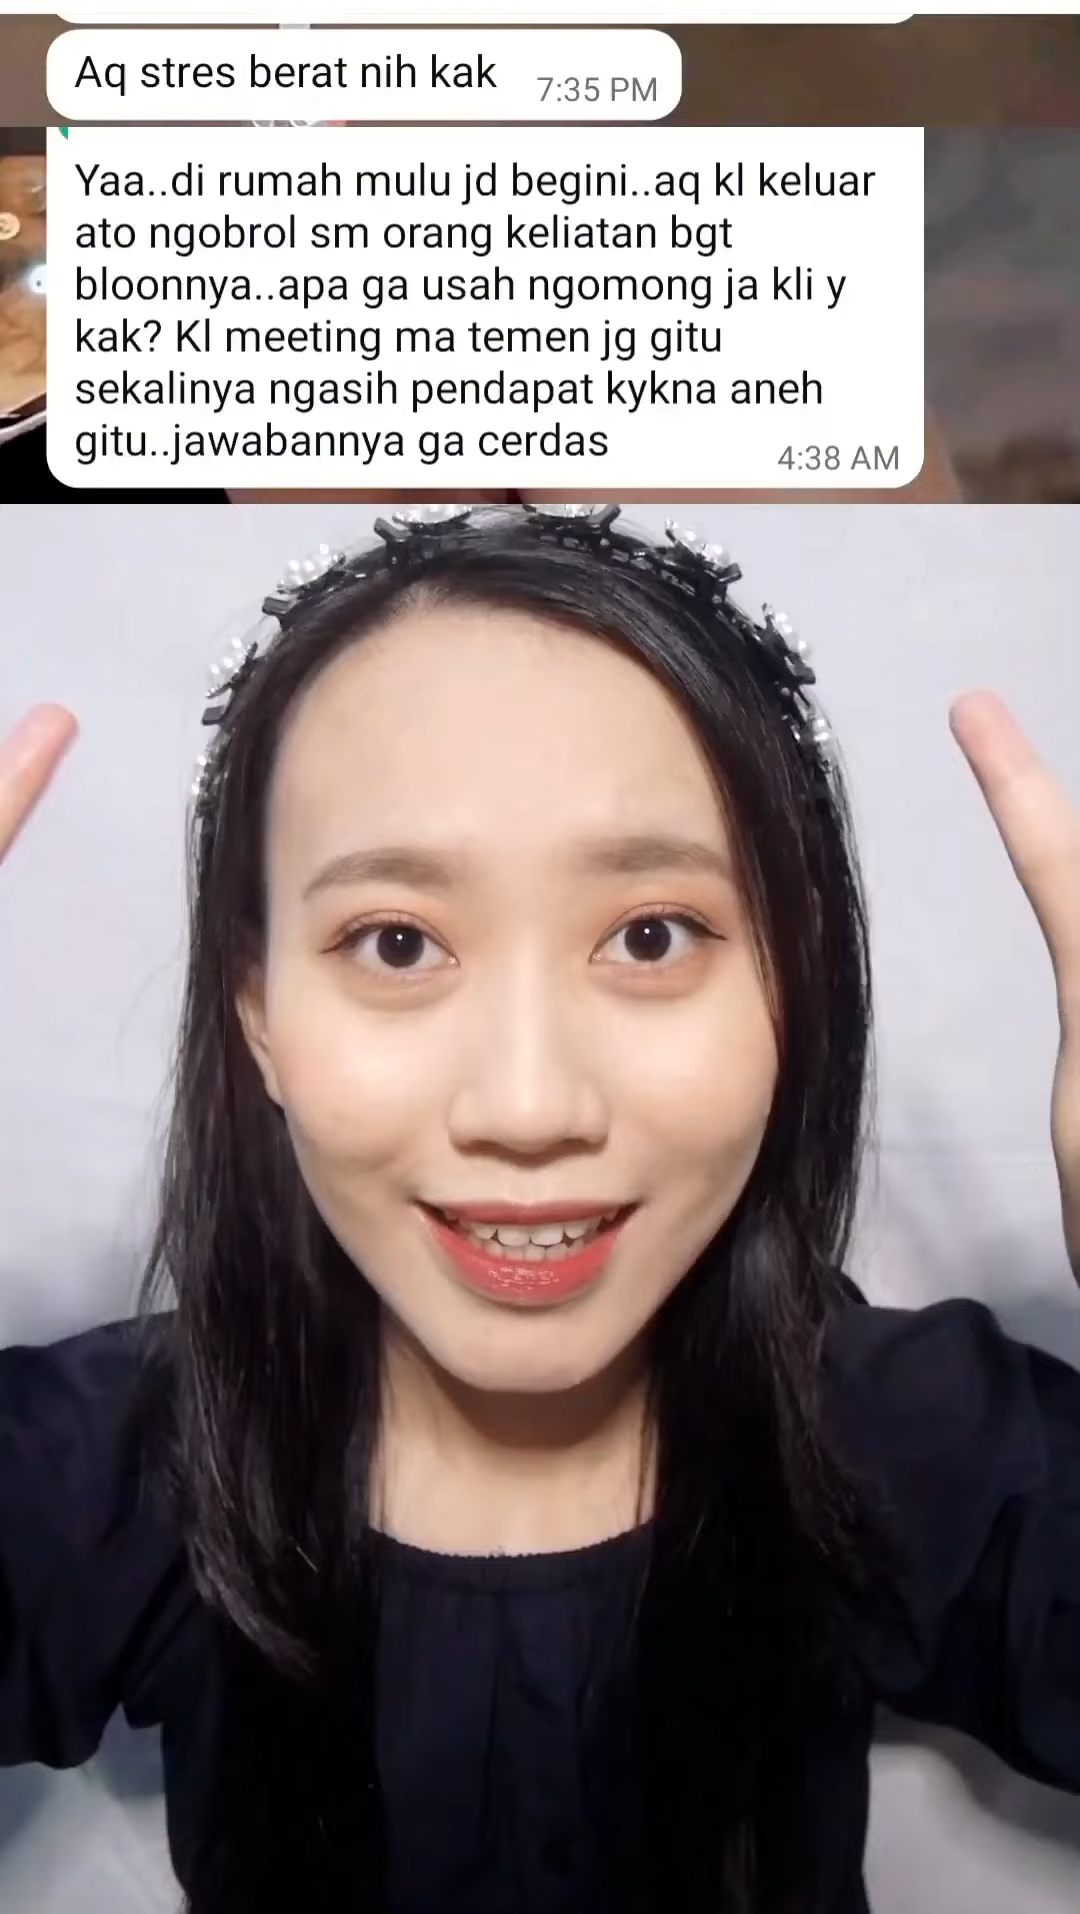 Aq stres berat nih kak
7:35 PM
Yaa..di rumah mulu jd begini..aq kl keluar
ato ngobrol sm orang keliatan bgt
bloonnya..apa ga usah ngomong ja kli y
kak? Kl meeting ma temen jg gitu
sekalinya ngasih pendapat kykna aneh
gitu..jawabannya ga cerdas
4:38 AM